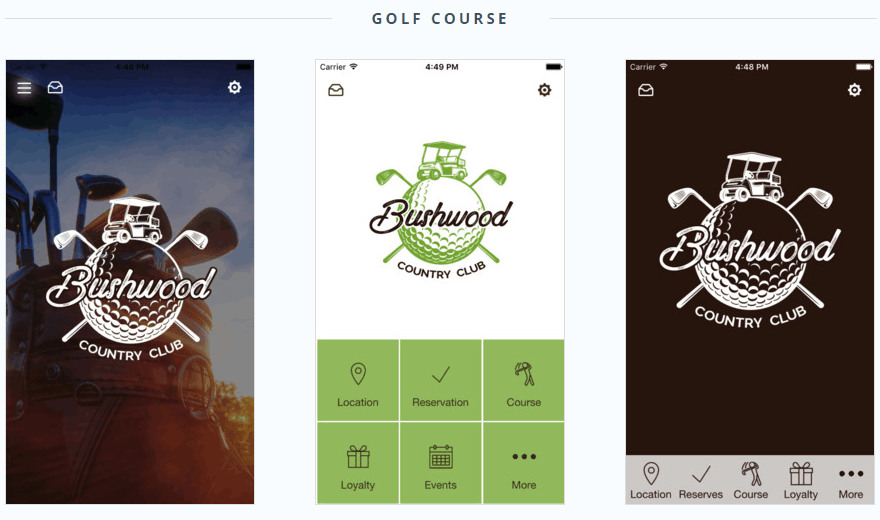 GOLF COURSE
Carrier 4:48 PM
Bushwood
COUNTRY CLUB
Carrier 4:49 PM
Bushwood
COUNTRY CLUB
Location Reservation Course
Loyalty Events More
Carrier 4:48 PM
Bushwood
COUNTRY CLUB
Location Reserves Course Loyalty More